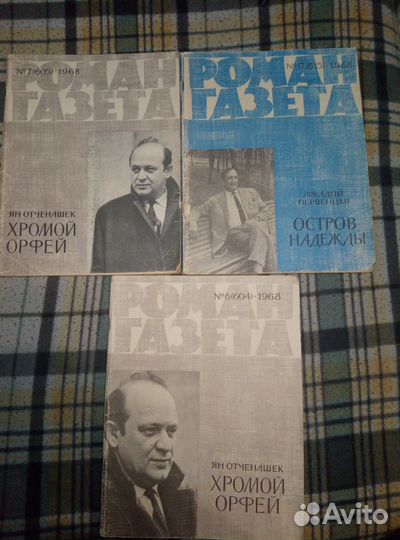 №7(605)·1968
РОМАН
ГАЗЕТА
ЯН ОТЧЕНАШЕК
ХРОМОЙ
ОРФЕЙ
№17(615)·1968
РОМАН
ГАЗЕТА
АРКАДИЙ
ПЕРВЕНЦЕВ
ОСТРОВ
НАДЕЖДЫ
№6(604)·1968
РОМАН
ГАЗЕТА
ЯН ОТЧЕНАШЕК
ХРОМОЙ
ОРФЕЙ
Avito